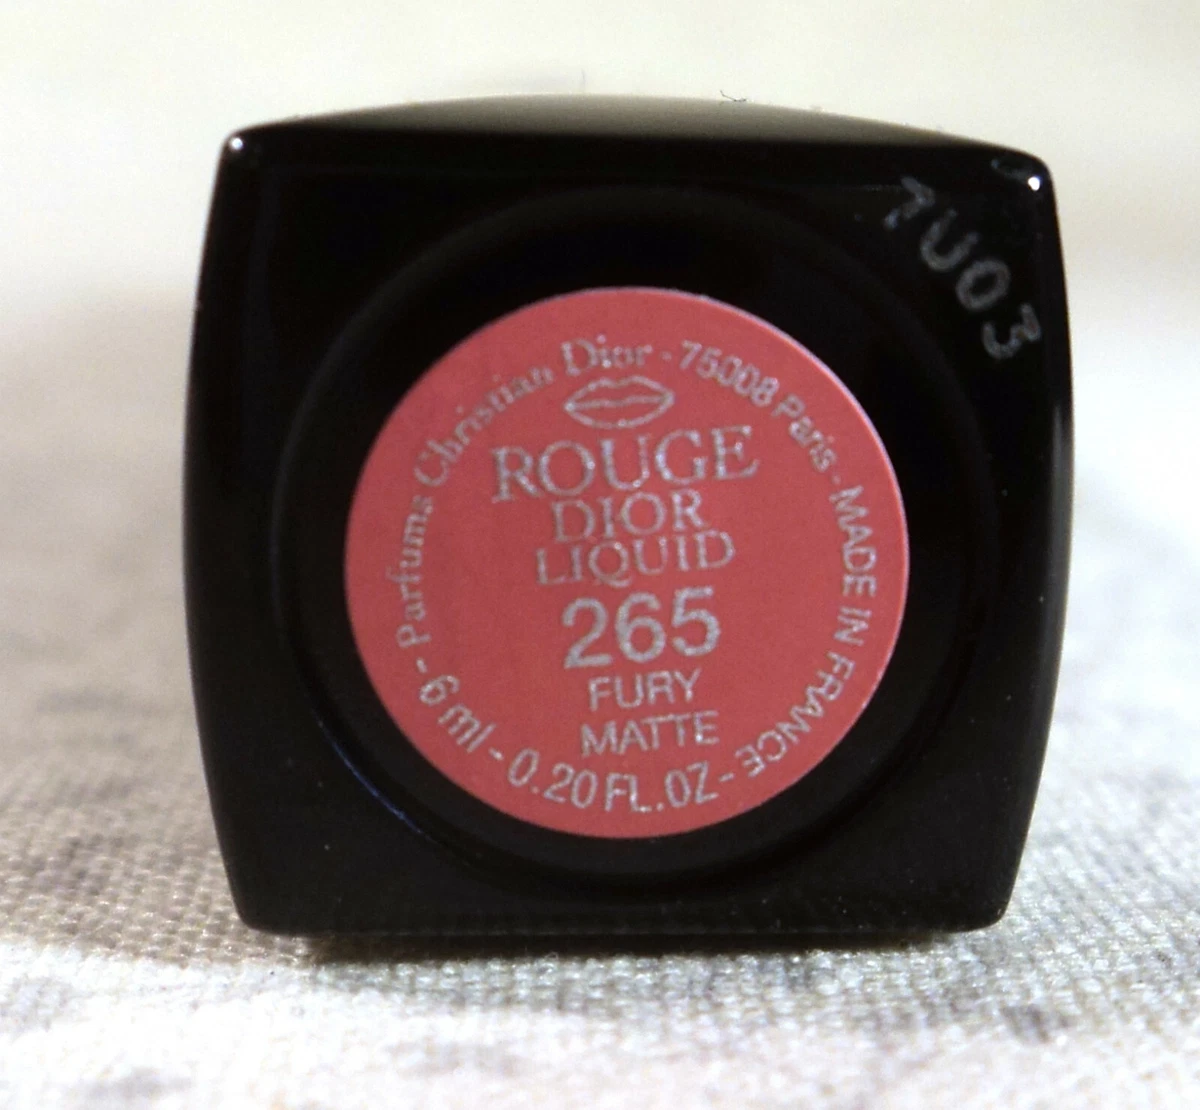 7U03
Parfums Christian Dior · 75008 Paris - MADE IN FRANCE - 6 ml - 0.20 FL.OZ -
ROUGE
DIOR
LIQUID
265
FURY
MATTE